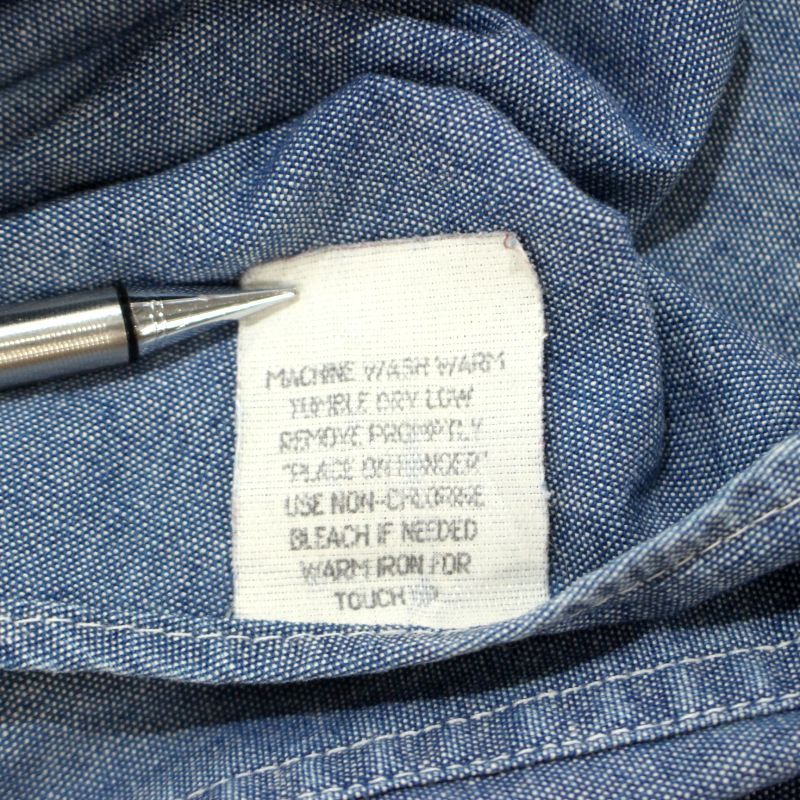 MACHINE WASH WARM
TUMBLE DRY LOW
REMOVE PROMPTLY
"PLACE ON HANGER"
USE NON-CHLORINE
BLEACH IF NEEDED
WARM IRON FOR
TOUCH UP